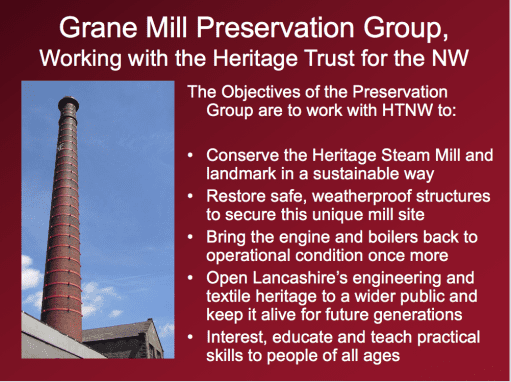 Grane Mill Preservation Group,
Working with the Heritage Trust for the NW
The Objectives of the Preservation
Group are to work with HTNW to:
• Conserve the Heritage Steam Mill and
landmark in a sustainable way
• Restore safe, weatherproof structures
to secure this unique mill site
• Bring the engine and boilers back to
operational condition once more
• Open Lancashire's engineering and
textile heritage to a wider public and
keep it alive for future generations
• Interest, educate and teach practical
skills to people of all ages